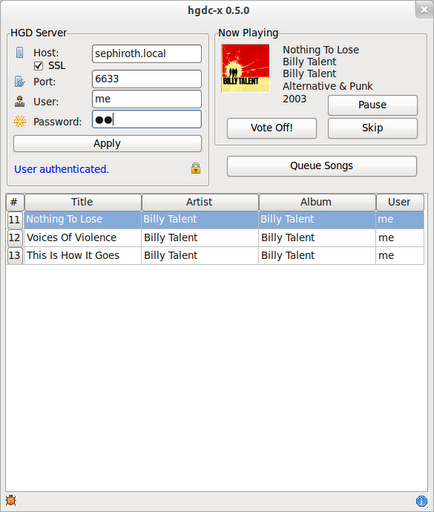 hgdc-x 0.5.0
HGD Server
Host: sephiroth.local
SSL
Port: 6633
User: me
Password: ●●
Apply
User authenticated.
Now Playing
BILLY TALENT
Nothing To Lose
Billy Talent
Billy Talent
Alternative & Punk
2003
Pause
Vote Off! Skip
Queue Songs
# Title Artist Album User
11 Nothing To Lose Billy Talent Billy Talent me
12 Voices Of Violence Billy Talent Billy Talent me
13 This Is How It Goes Billy Talent Billy Talent me